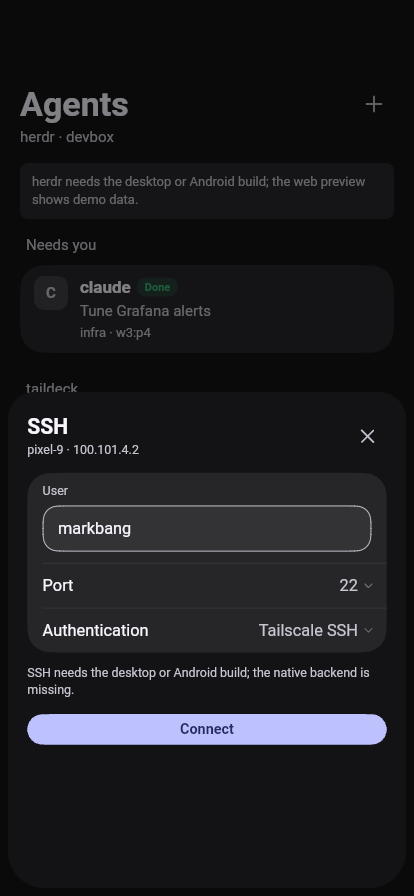 Agents
herdr · devbox
herdr needs the desktop or Android build; the web preview
shows demo data.
Needs you
C
claude
Done
Tune Grafana alerts
infra · w3:p4
taildeck
SSH
pixel-9 · 100.101.4.2
User
markbang
Port
22
Authentication
Tailscale SSH
SSH needs the desktop or Android build; the native backend is
missing.
Connect